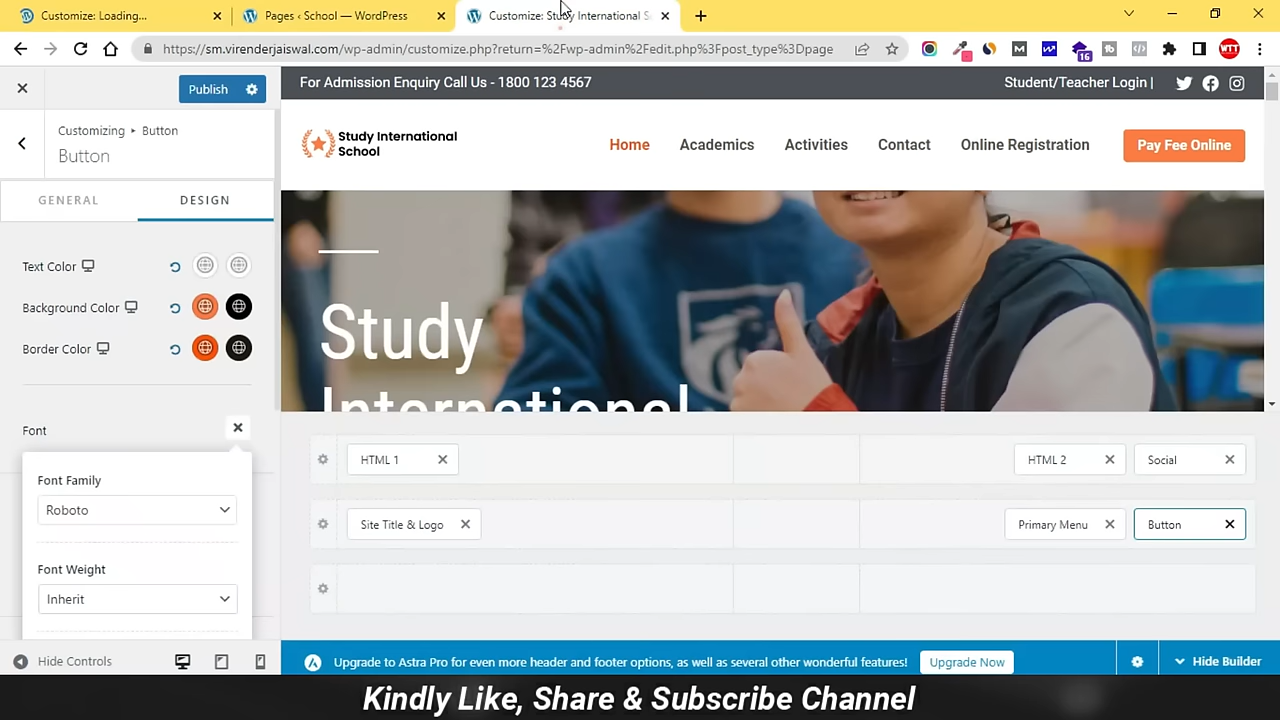 Customize: Loading...
Pages ‹ School — WordPress
Customize: Study International S
https://sm.virenderjaiswal.com/wp-admin/customize.php?return=%2Fwp-admin%2Fedit.php%3Fpost_type%3Dpage
16
WTT
Publish
Customizing ▸ Button
Button
GENERAL
DESIGN
Text Color
Background Color
Border Color
Font
Font Family
Roboto
Font Weight
Inherit
Hide Controls
For Admission Enquiry Call Us - 1800 123 4567
Student/Teacher Login |
Study International
School
Home
Academics
Activities
Contact
Online Registration
Pay Fee Online
Study
International
HTML 1
HTML 2
Social
Site Title & Logo
Primary Menu
Button
Upgrade to Astra Pro for even more header and footer options, as well as several other wonderful features!
Upgrade Now
Hide Builder
Kindly Like, Share & Subscribe Channel